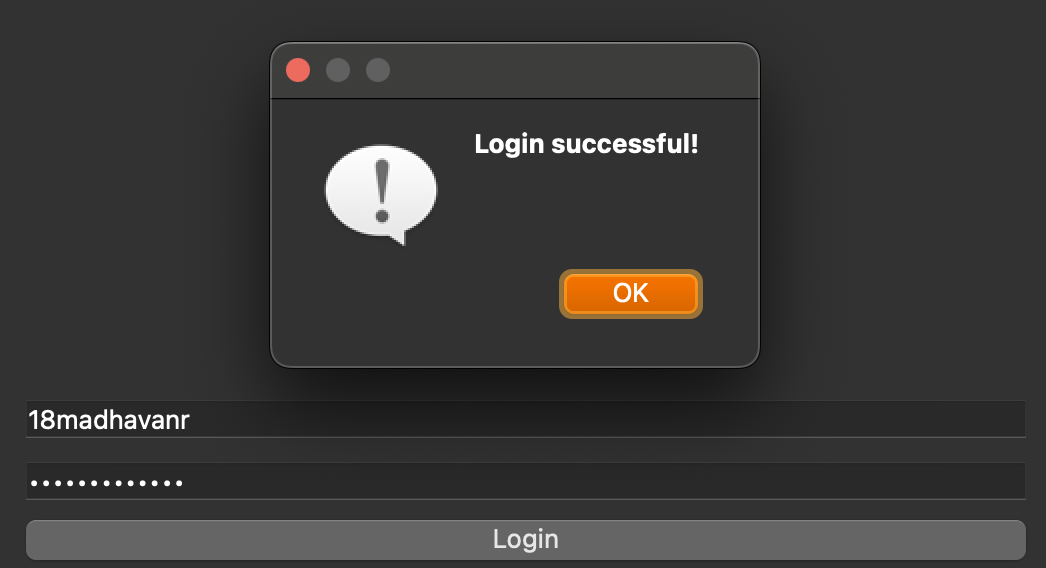 Login successful!
OK
18madhavanr
•••••••••••••
Login